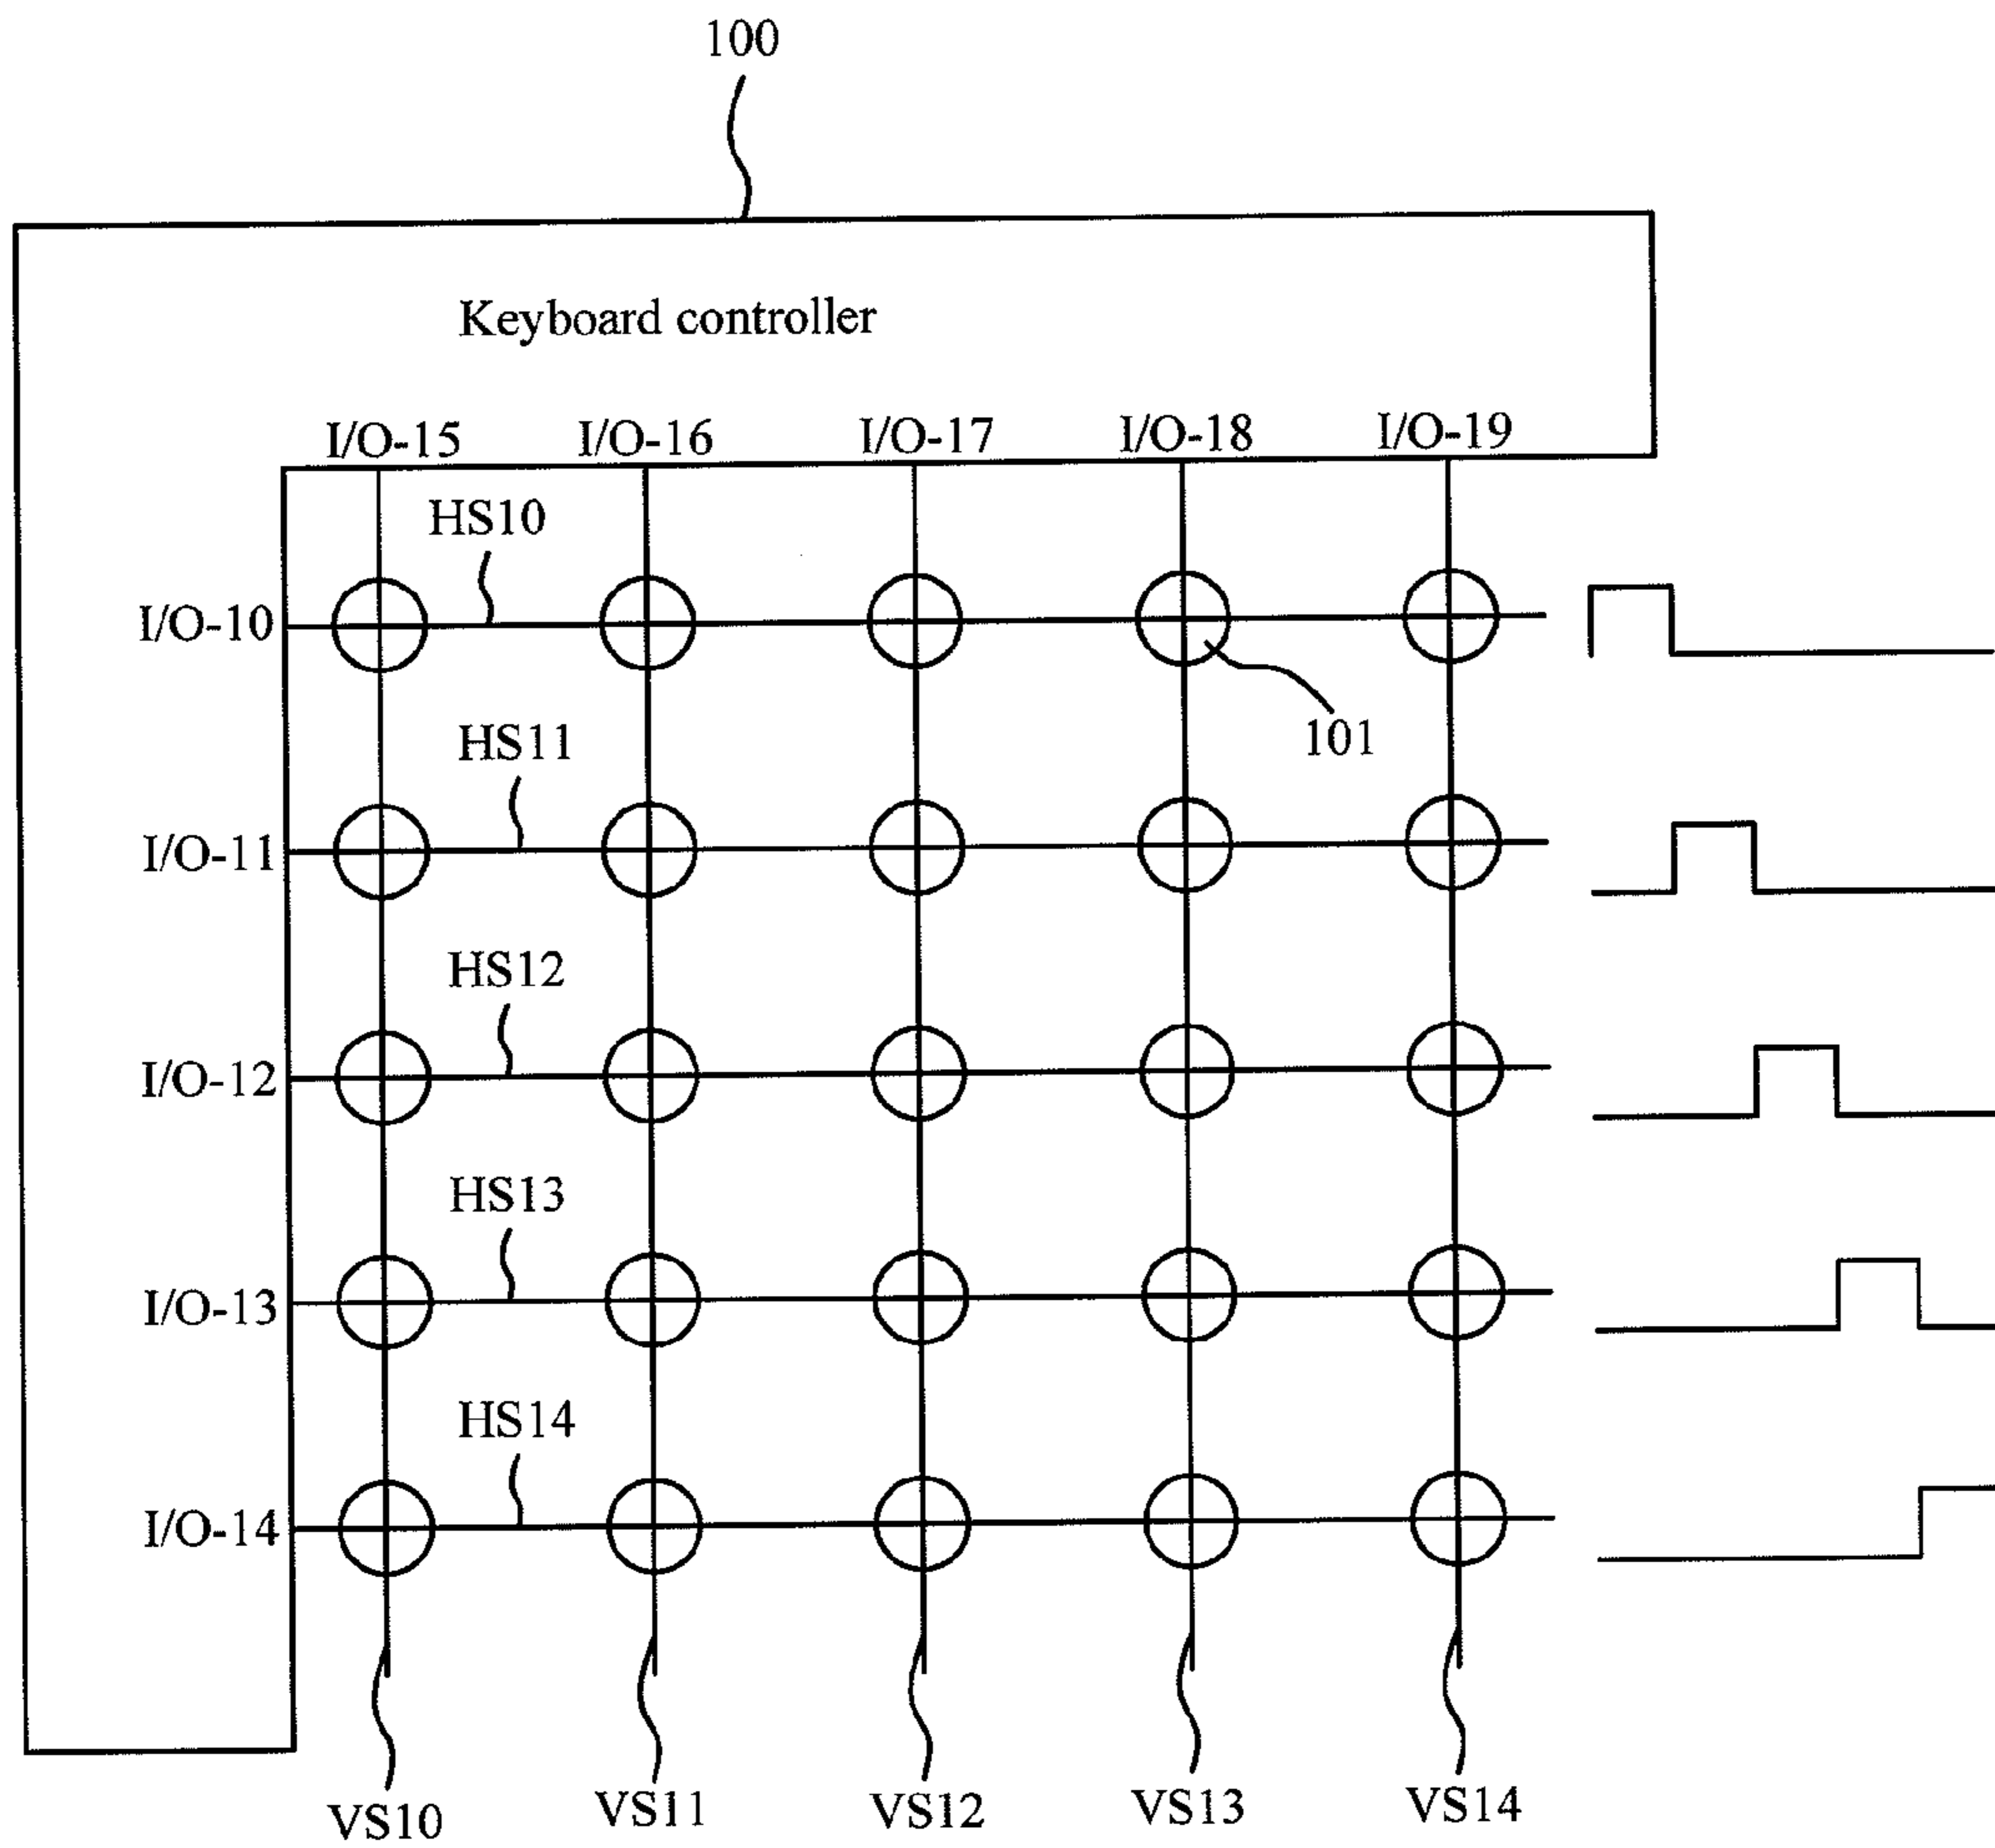 100
Keyboard controller
I/O-15 I/O-16 I/O-17 I/O-18 I/O-19
HS10
I/O-10
101
HS11
I/O-11
HS12
I/O-12
HS13
I/O-13
HS14
I/O-14
VS10 VS11 VS12 VS13 VS14